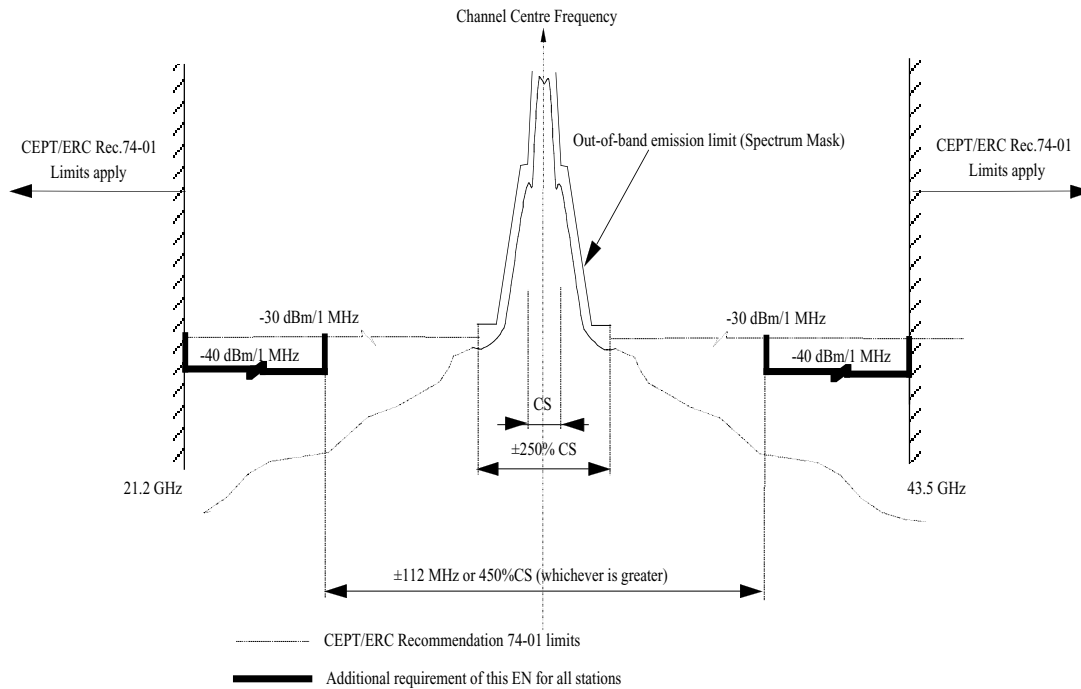 Channel Centre Frequency
Out-of-band emission limit (Spectrum Mask)
CEPT/ERC Rec.74-01
Limits apply
CEPT/ERC Rec.74-01
Limits apply
-30 dBm/1 MHz
-30 dBm/1 MHz
-40 dBm/1 MHz
-40 dBm/1 MHz
CS
±250% CS
21.2 GHz
43.5 GHz
±112 MHz or 450%CS (whichever is greater)
CEPT/ERC Recommendation 74-01 limits
Additional requirement of this EN for all stations